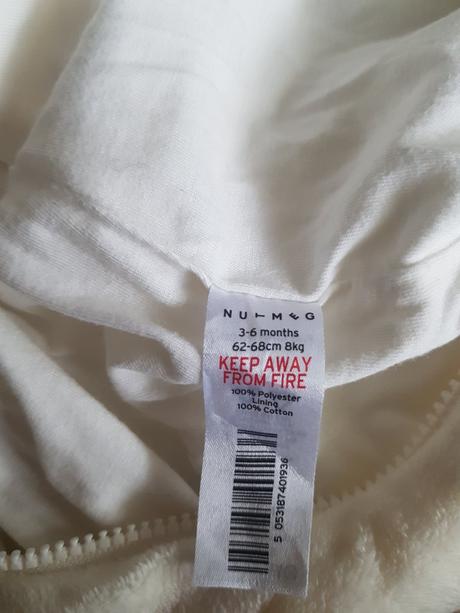 NUTMEG
3-6 months
62-68cm 8kg
KEEP AWAY
FROM FIRE
100% Polyester
Lining
100% Cotton
5 053187401936